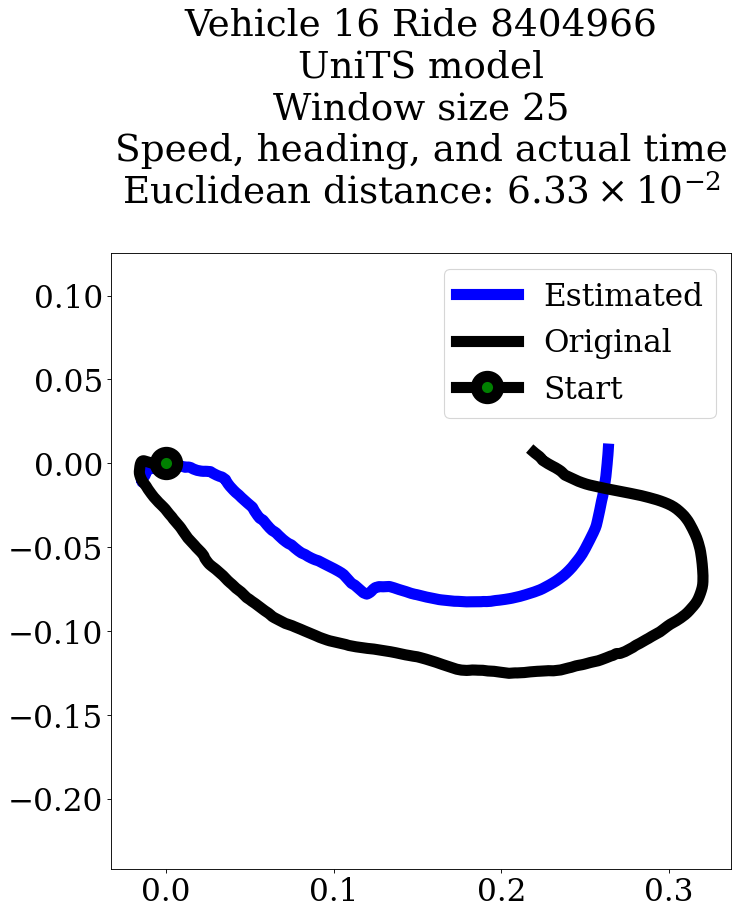 Vehicle 16 Ride 8404966
UniTS model
Window size 25
Speed, heading, and actual time
Euclidean distance: 6.33 × 10⁻²
Estimated
Original
Start
0.10
0.05
0.00
−0.05
−0.10
−0.15
−0.20
0.0 0.1 0.2 0.3